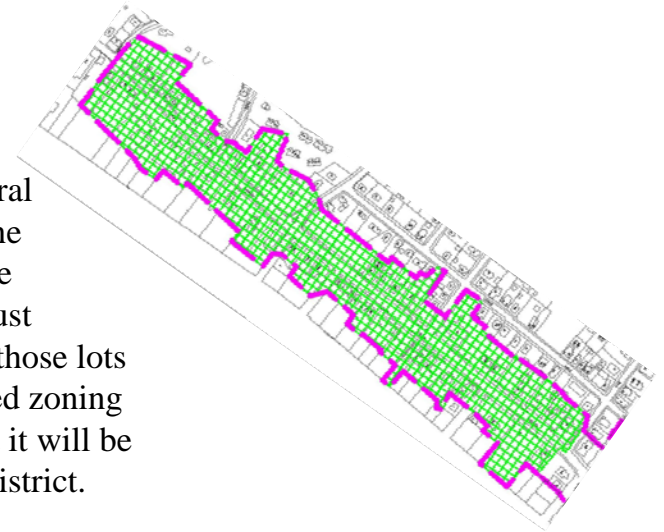 ral
ne
e
ust
those lots
ed zoning
it will be
istrict.